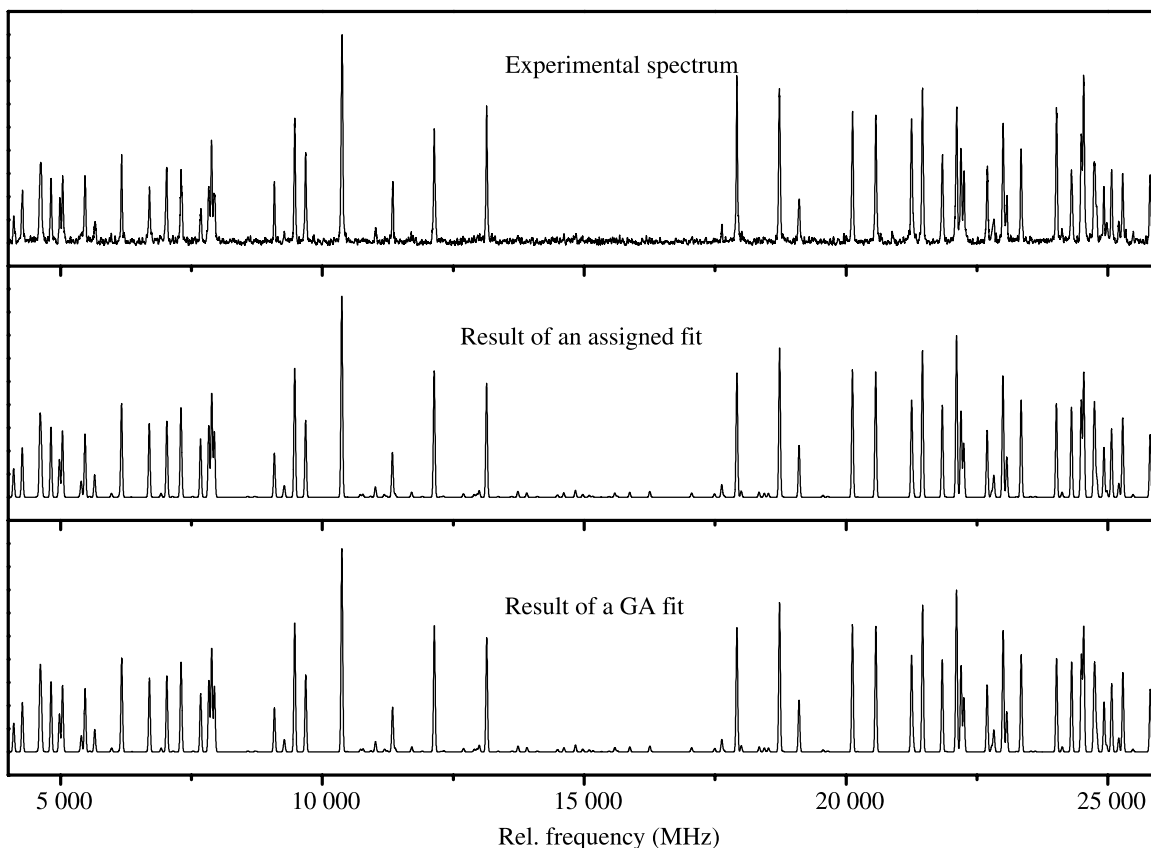 Experimental spectrum
Result of an assigned fit
Result of a GA fit
5 000 10 000 15 000 20 000 25 000
Rel. frequency (MHz)